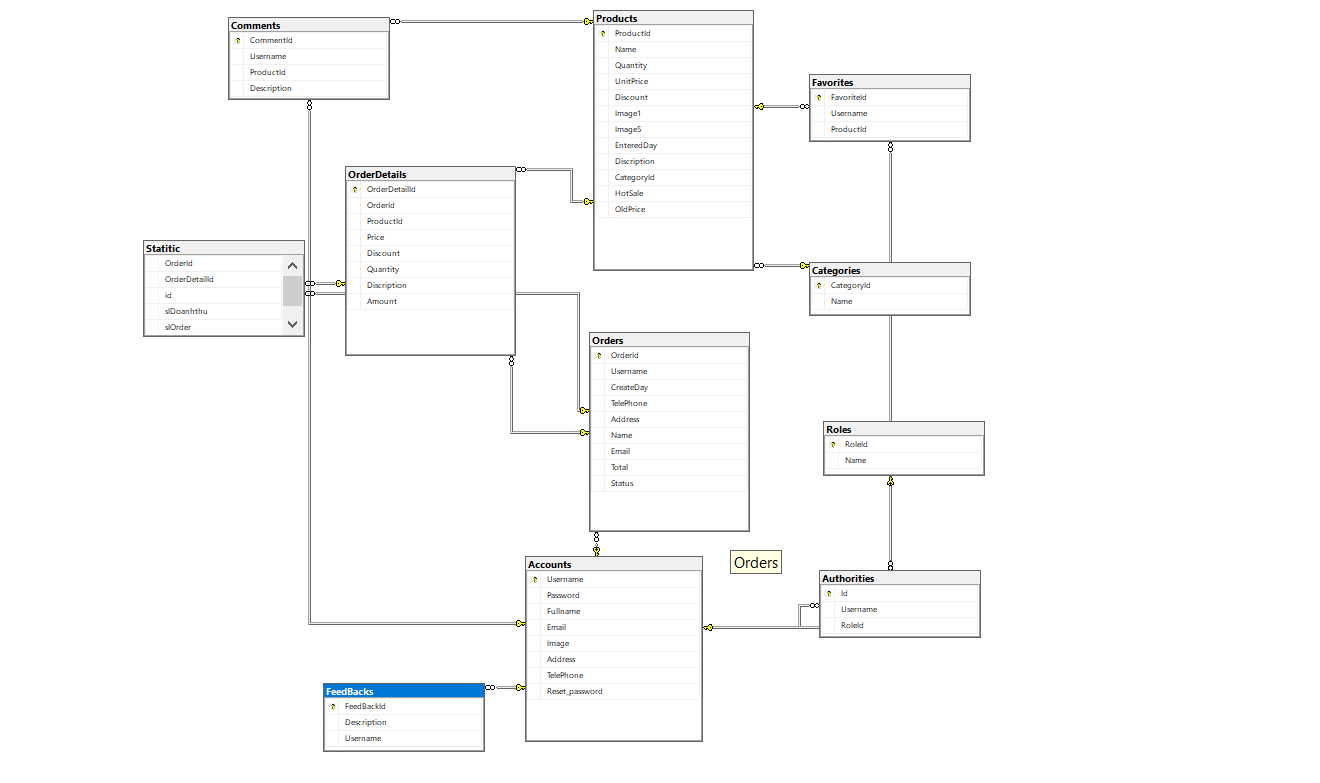 Comments
CommentId
Username
ProductId
Description
Products
ProductId
Name
Quantity
UnitPrice
Discount
Image1
Image5
EnteredDay
Discription
CategoryId
HotSale
OldPrice
Favorites
FavoriteId
Username
ProductId
OrderDetails
OrderDetailId
OrderId
ProductId
Price
Discount
Quantity
Discription
Amount
Statitic
OrderId
OrderDetailId
id
slDoanhthu
slOrder
Categories
CategoryId
Name
Orders
OrderId
Username
CreateDay
TelePhone
Address
Name
Email
Total
Status
Roles
RoleId
Name
Orders
Accounts
Username
Password
Fullname
Email
Image
Address
TelePhone
Reset_password
Authorities
Id
Username
RoleId
FeedBacks
FeedBackId
Description
Username